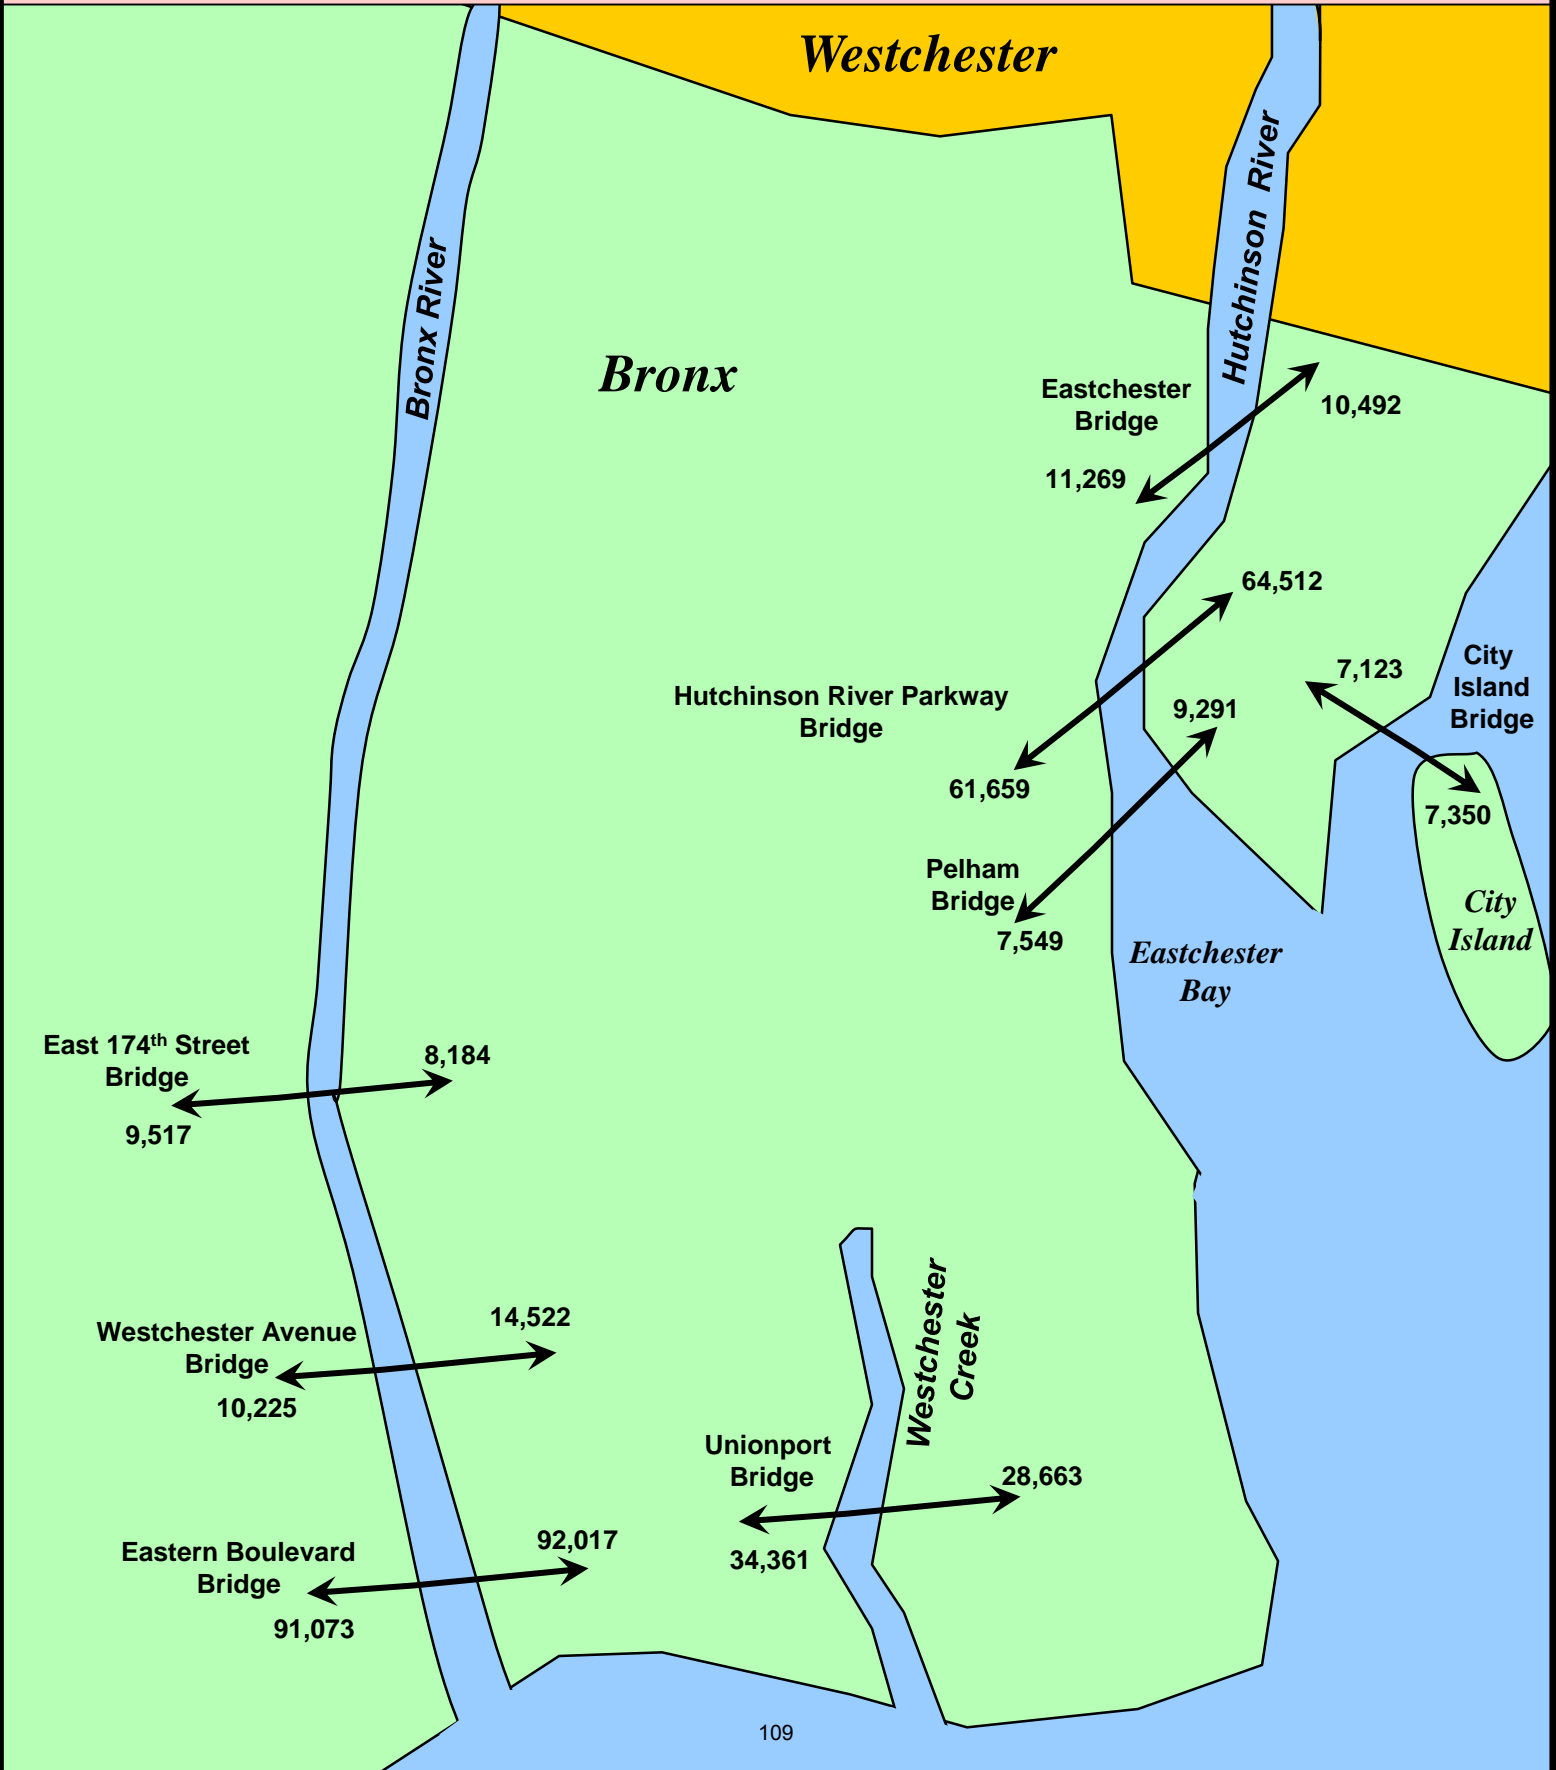 Westchester
Hutchinson River
Bronx River
Bronx
Eastchester
Bridge
10,492
11,269
64,512
Hutchinson River Parkway
Bridge
61,659
7,123
City
Island
Bridge
9,291
7,350
Pelham
Bridge
7,549
City
Island
Eastchester
Bay
East 174th Street
Bridge
8,184
9,517
Westchester
Creek
14,522
Westchester Avenue
Bridge
10,225
Unionport
Bridge
28,663
34,361
92,017
Eastern Boulevard
Bridge
91,073
109